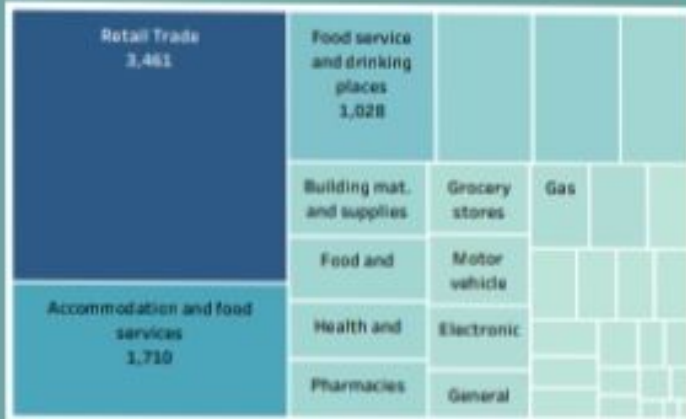 Retail Trade
3,461
Food service
and drinking
places
1,028
Building mat.
and supplies
Grocery
stores
Gas
Food and
Motor
vehicle
Accommodation and food
services
1,710
Health and
Electronic
Pharmacies
General